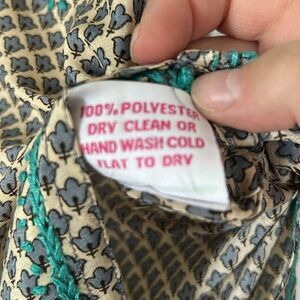 100% POLYESTER
DRY CLEAN OR
HAND WASH COLD
FLAT TO DRY